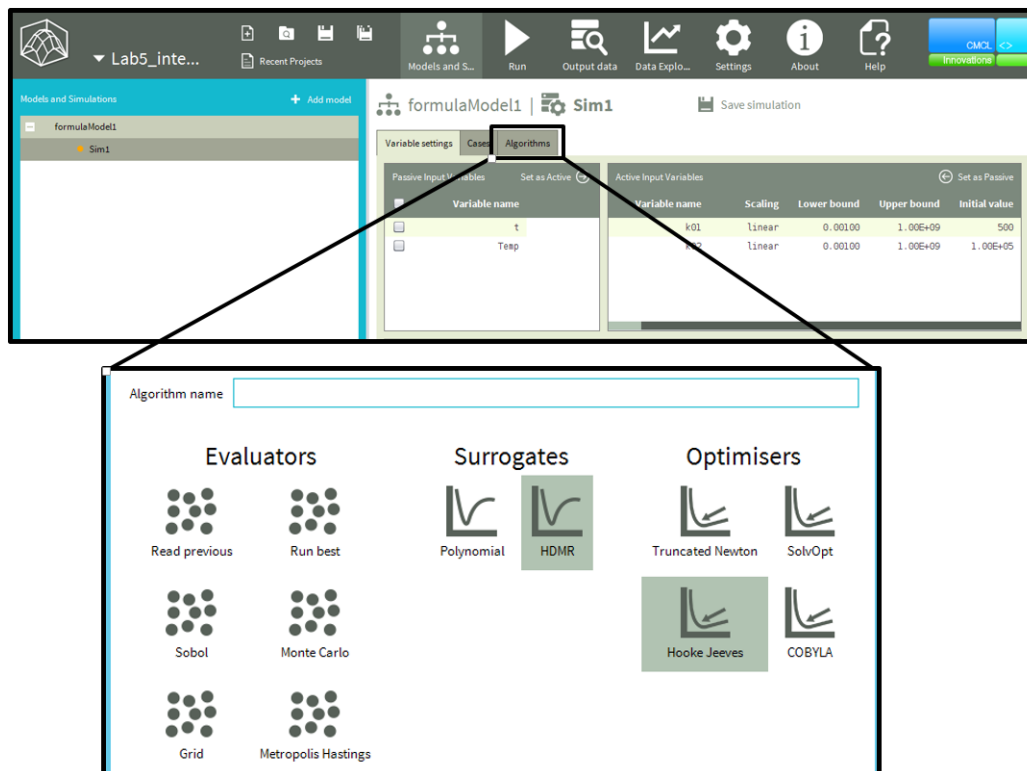 Lab5_inte...
Recent Projects
Models and S...
Run
Output data
Data Explo...
Settings
About
Help
CMCL <>
Innovations
Models and Simulations
Add model
formulaModel1
Sim1
formulaModel1 | Sim1
Save simulation
Variable settings Cases Algorithms
Passive Input Variables Set as Active
Variable name
t
Temp
Active Input Variables Set as Passive
Variable name Scaling Lower bound Upper bound Initial value
k01 linear 0.00100 1.00E+09 500
k02 linear 0.00100 1.00E+09 1.00E+05
Algorithm name
Evaluators
Read previous Run best
Sobol Monte Carlo
Grid Metropolis Hastings
Surrogates
Polynomial HDMR
Optimisers
Truncated Newton SolvOpt
Hooke Jeeves COBYLA